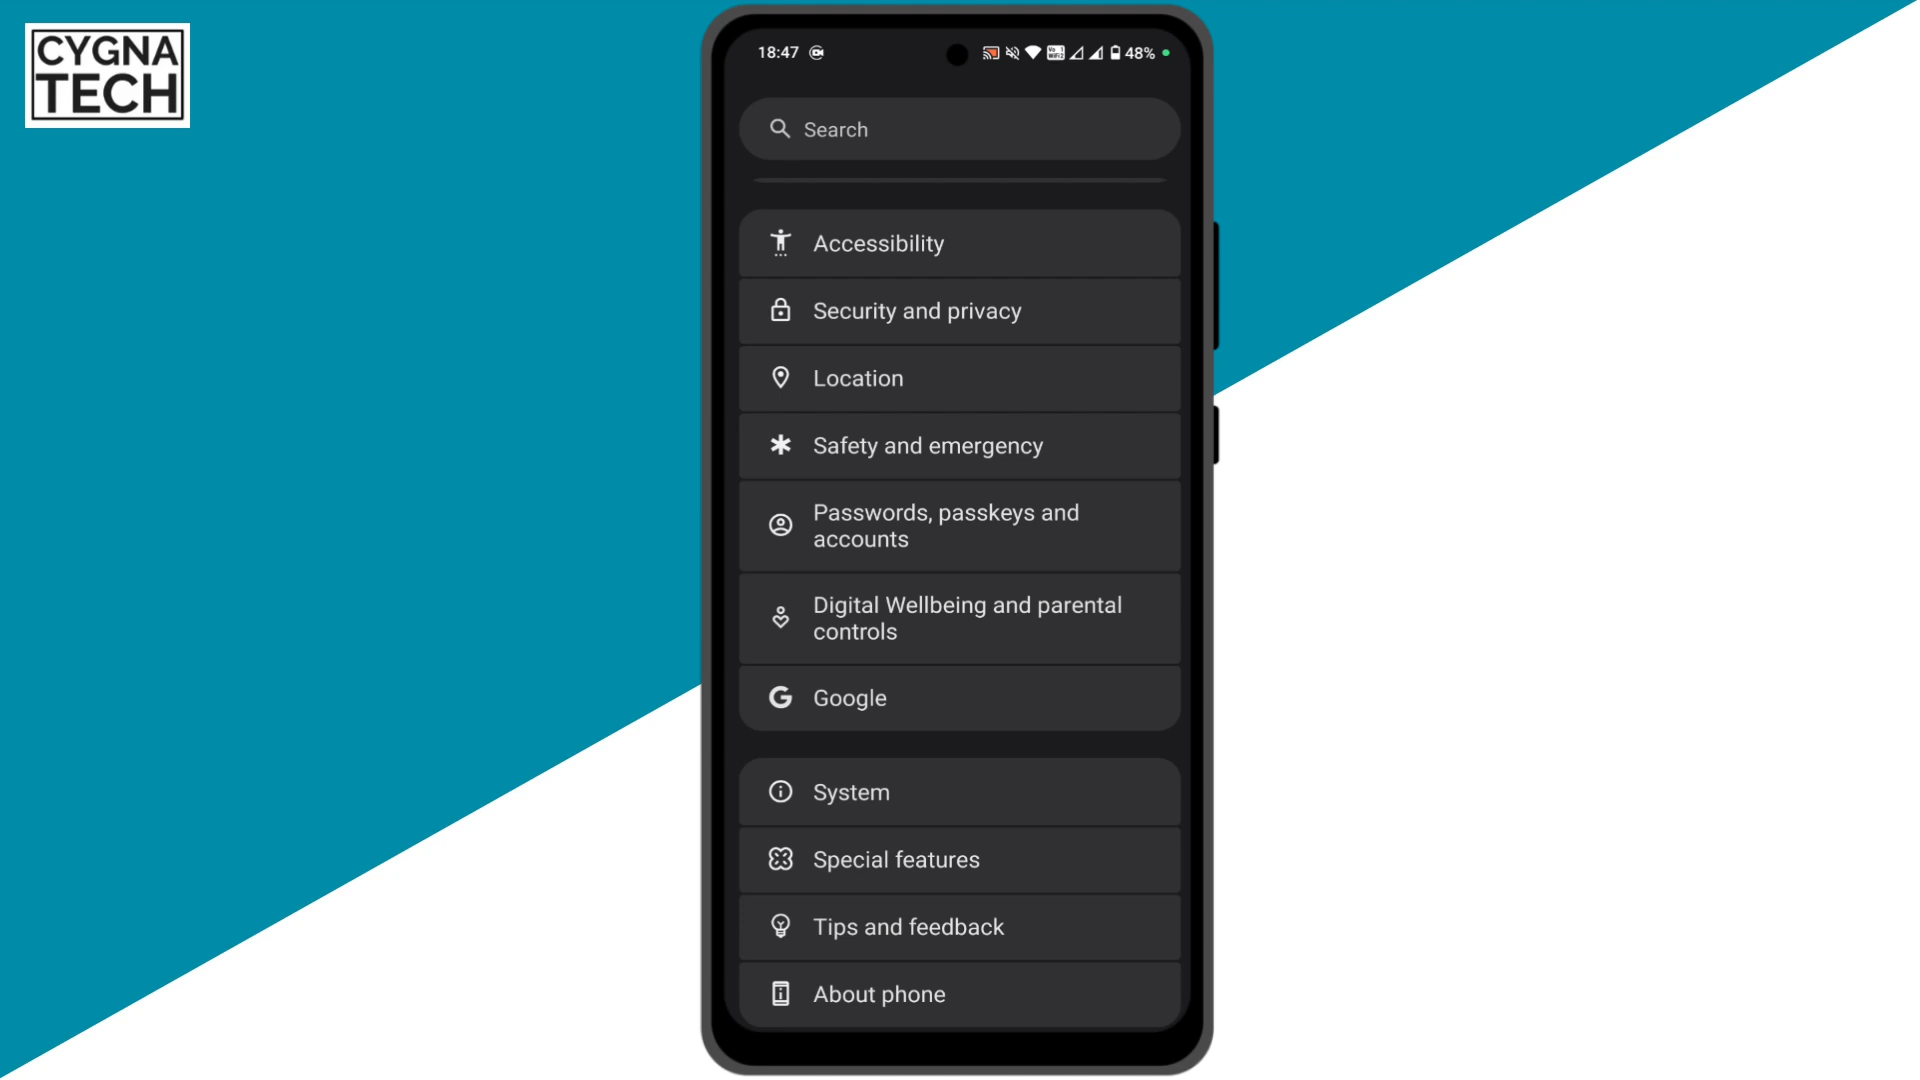 CYGNA
TECH
18:47
48%
Search
Accessibility
Security and privacy
Location
Safety and emergency
Passwords, passkeys and
accounts
Digital Wellbeing and parental
controls
Google
System
Special features
Tips and feedback
About phone